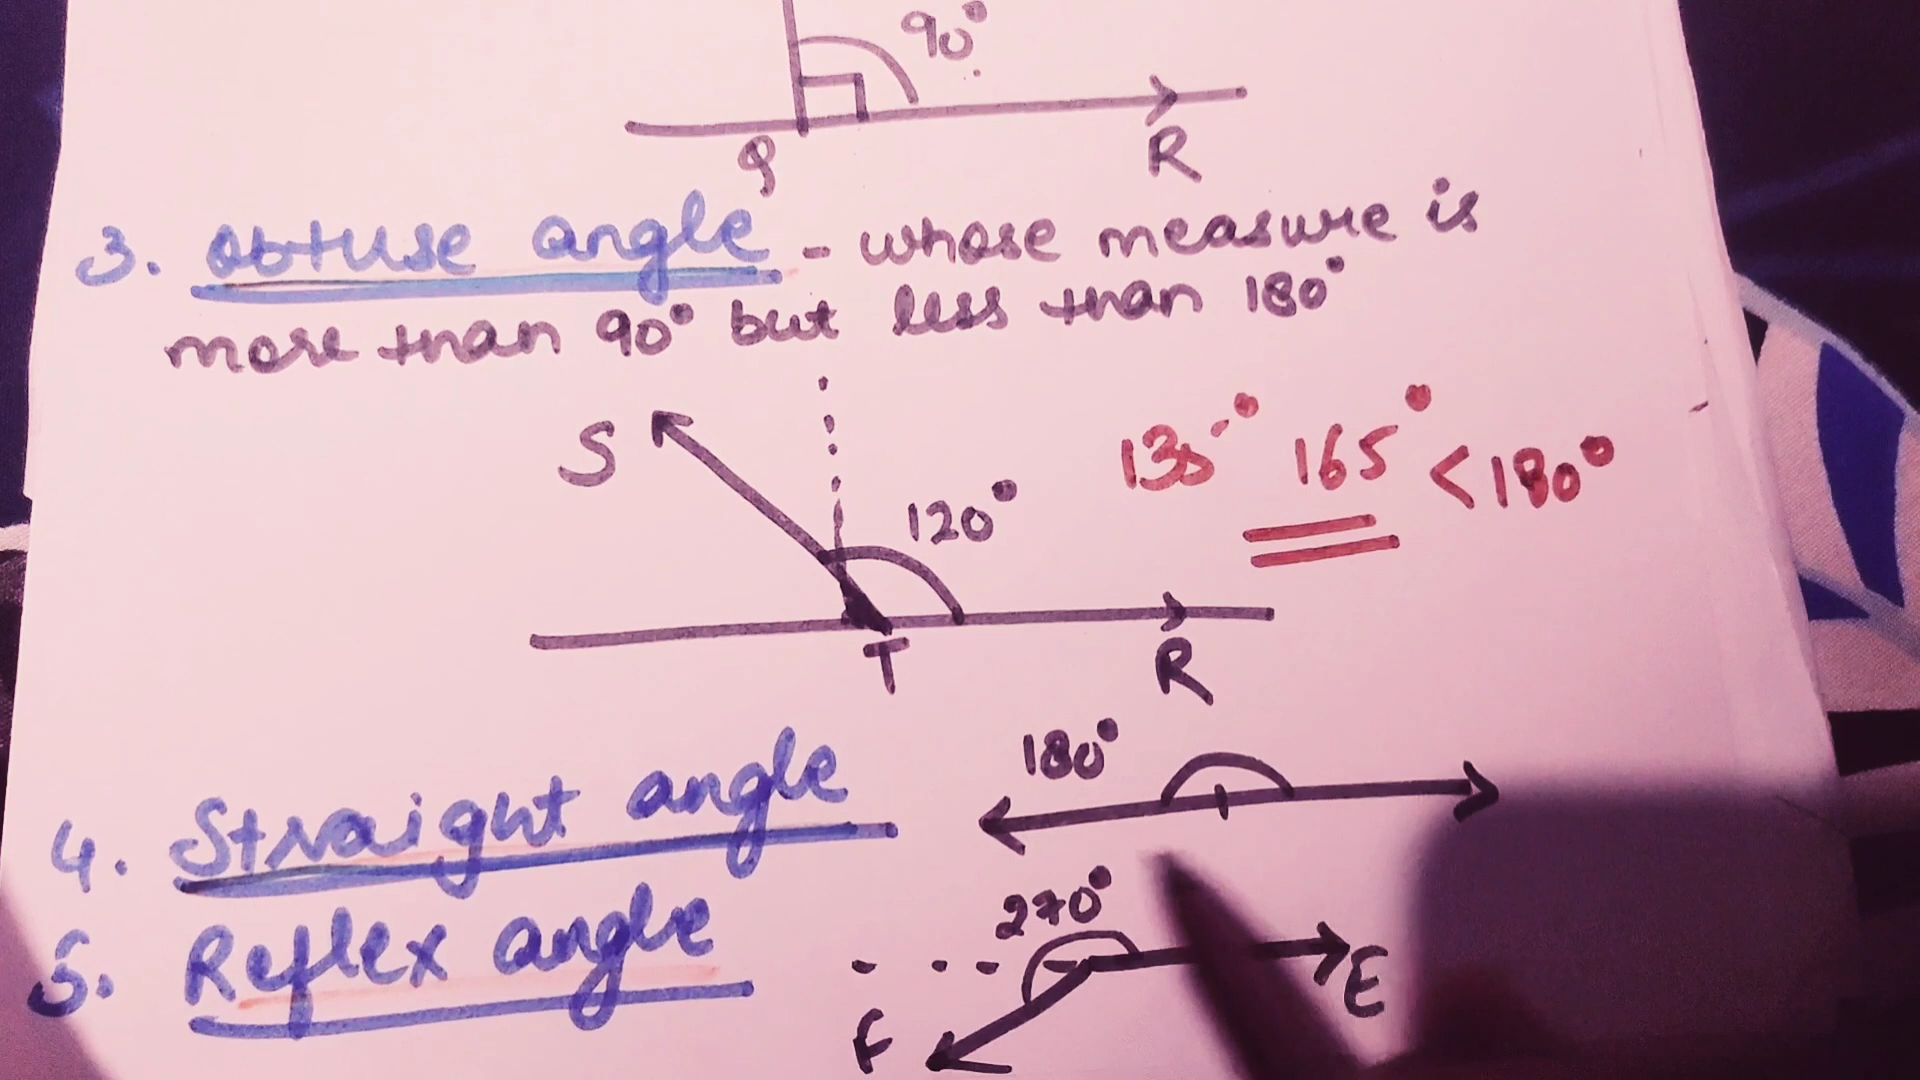 90°
Q R
3. obtuse angle - whose measure is
more than 90° but less than 180°
S 120° 135° 165° < 180°
T R
4. Straight angle 180°
5. Reflex angle 270°
F E